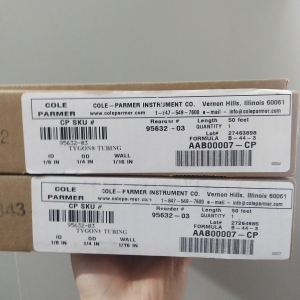 COLE
PARMER
COLE-PARMER INSTRUMENT CO. Vernon Hills, Illinois 60061
1-847-549-7600 e-mail - info@coleparmer.com
www.coleparmer.com
CP SKU #
95632-03
TYGON® TUBING
ID OD WALL
1/8 IN 1/4 IN 1/16 IN
Reorder #
95632-03
Length 50 feet
QUANTITY 1
Lot 27463898
FORMULA B-44-3
AAB00007-CP
COLE
PARMER
COLE-PARMER INSTRUMENT CO. Vernon Hills, Illinois 60061
1-847-549-7600 e-mail - info@coleparmer.com
www.coleparmer.com
CP SKU #
95632-03
TYGON® TUBING
ID OD WALL
1/8 IN 1/4 IN 1/16 IN
Reorder #
95632-03
Length 50 feet
QUANTITY 1
Lot 27264985
FORMULA B-44-3
AAB00007-CP